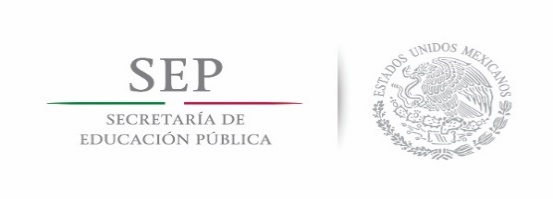 SEP
SECRETARÍA DE
EDUCACIÓN PÚBLICA
ESTADOS UNIDOS MEXICANOS